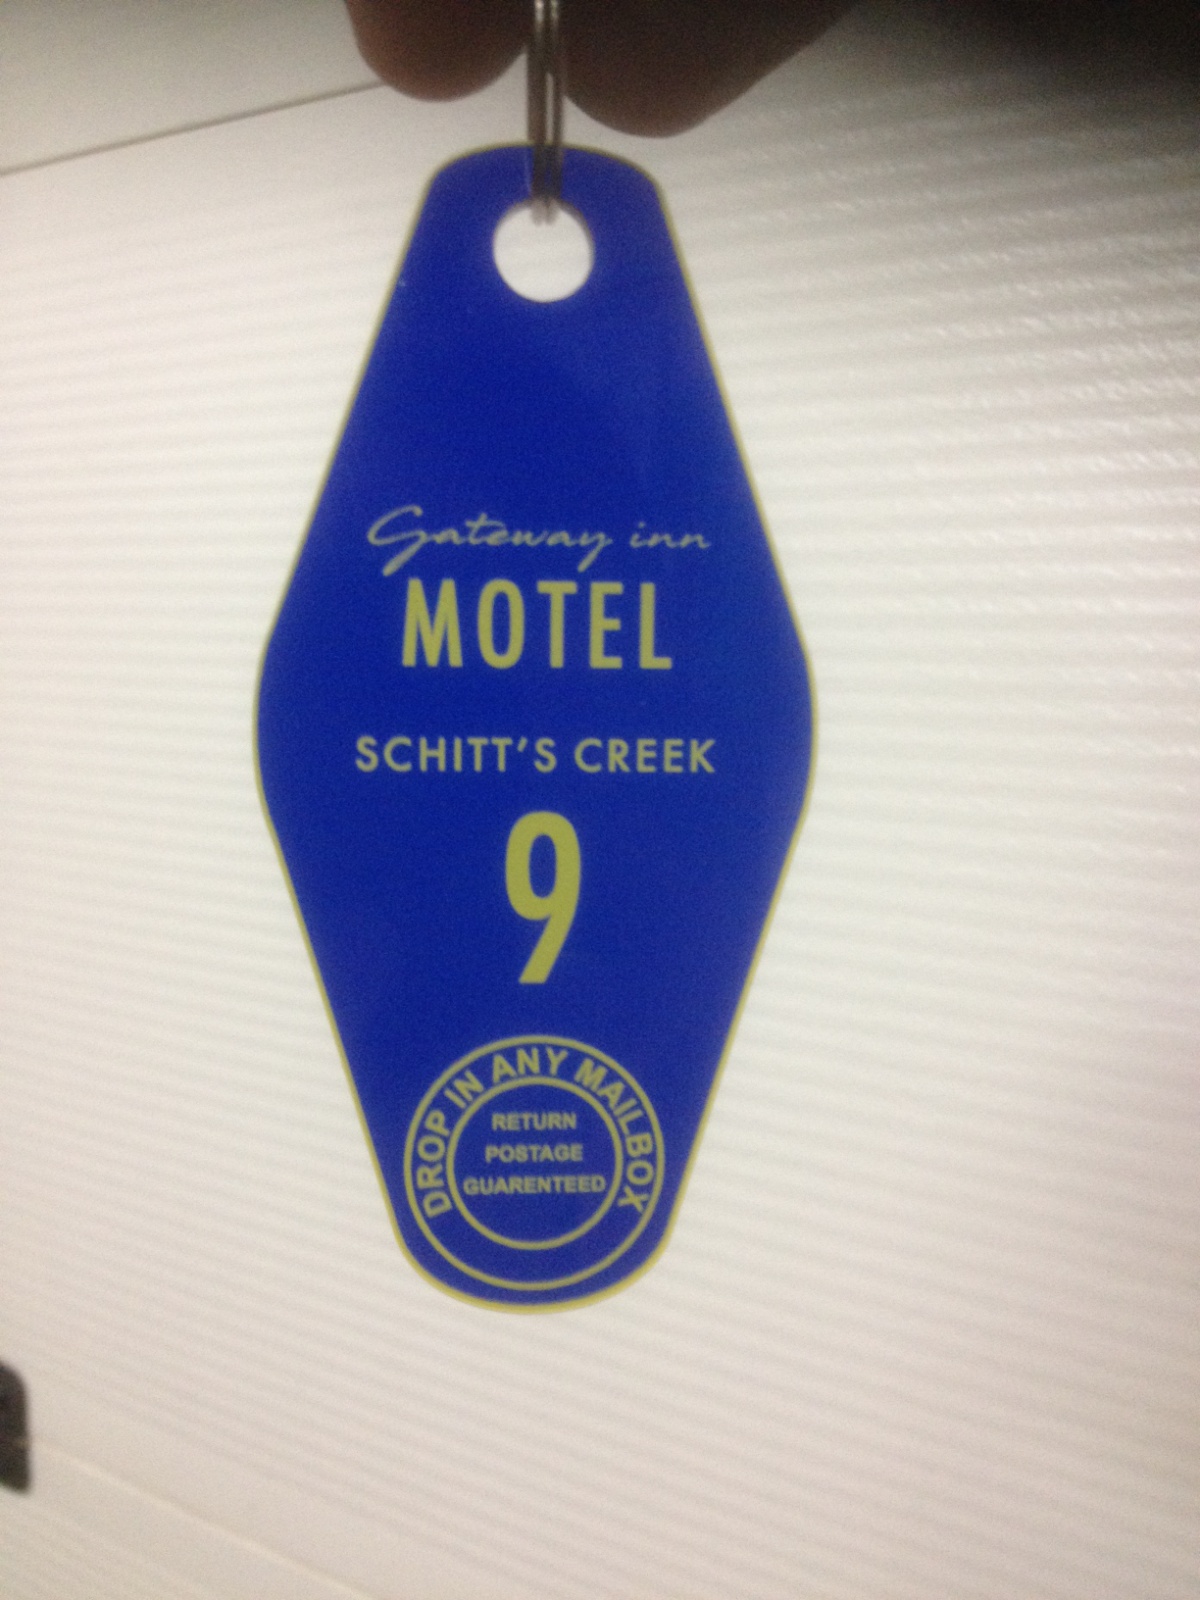 Gateway inn
MOTEL
SCHITT'S CREEK
9
DROP IN ANY MAILBOX
RETURN
POSTAGE
GUARENTEED